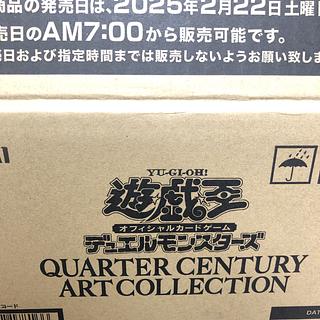 商品の発売日は、2025年2月22日土曜日
売日のAM7:00から販売可能です。
売日および指定時間までは販売しないようお願い致しま
YU-GI-OH!
遊戯王
オフィシャルカードゲーム
デュエルモンスターズ
QUARTER CENTURY
ART COLLECTION
コード
DAT